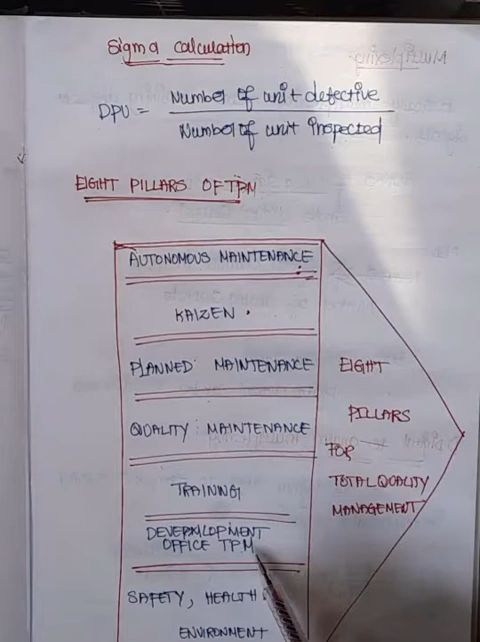 Sigma calculation
DPU = Number of unit defective
Number of unit inspected
EIGHT PILLARS OF TPM
AUTONOMOUS MAINTENANCE
KAIZEN
PLANNED MAINTENANCE
EIGHT
PILLARS
QUALITY MAINTENANCE
FOR
TOTAL QUALITY
TRAINING
MANAGEMENT
OFFICE TPM
SAFETY, HEALTH
ENVIRONMENT